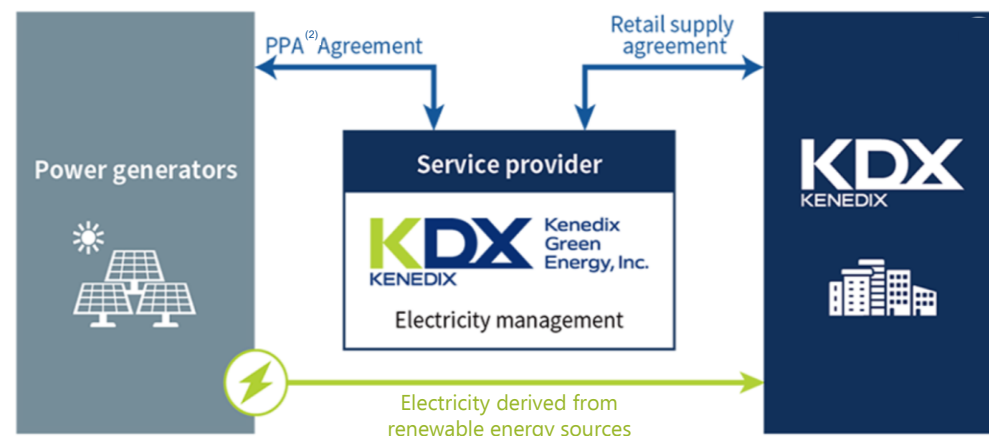 PPA(2) Agreement
Retail supply
agreement
Power generators
Service provider
KDX
KENEDIX
Kenedix
Green
Energy, Inc.
Electricity management
KDX
KENEDIX
Electricity derived from
renewable energy sources